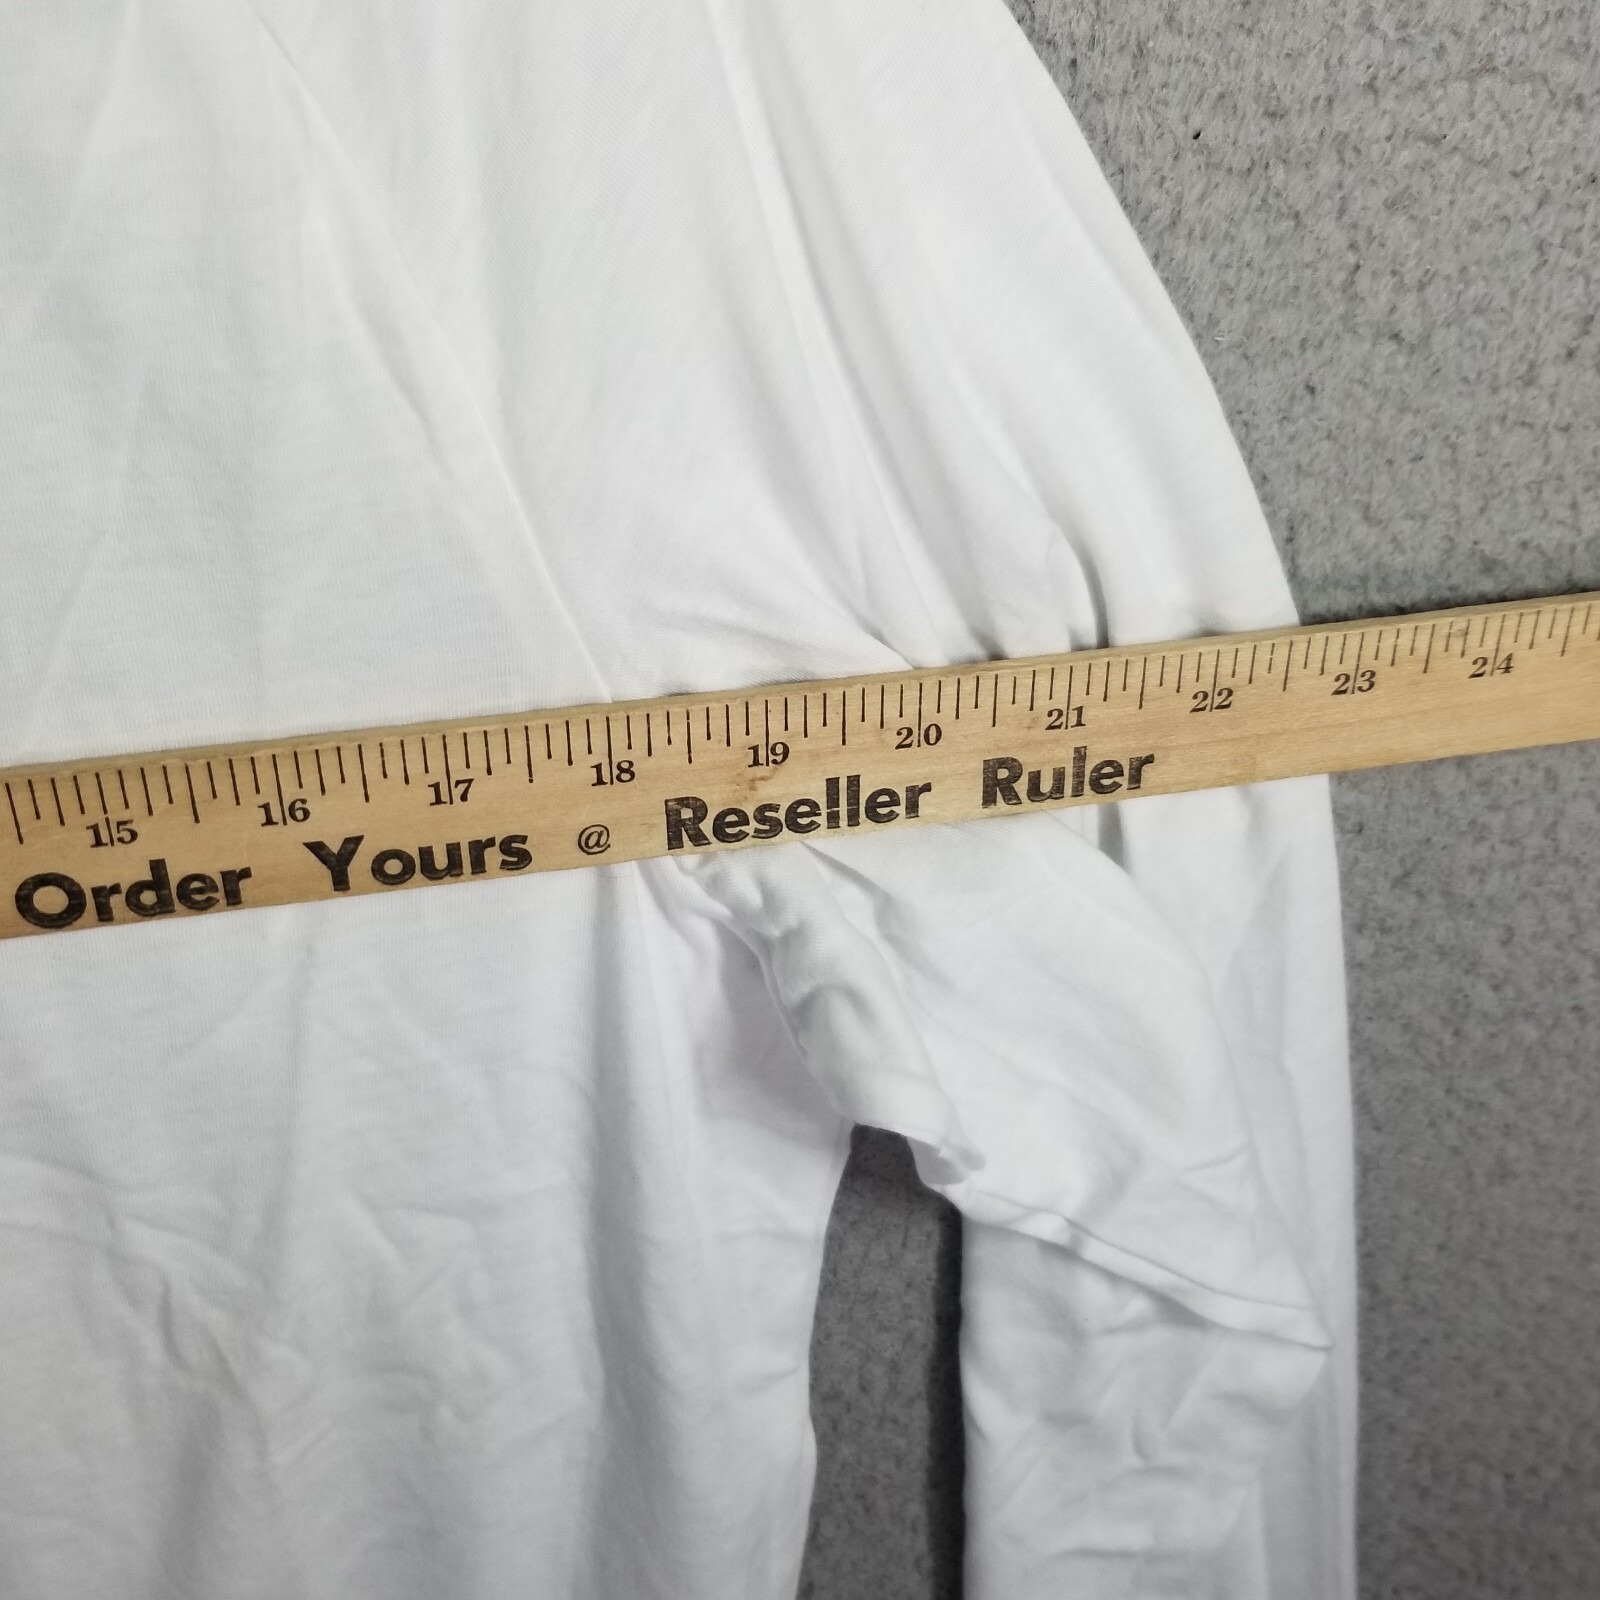 15 16 17 18 19 20 21 22 23 24
Order Yours @ Reseller Ruler